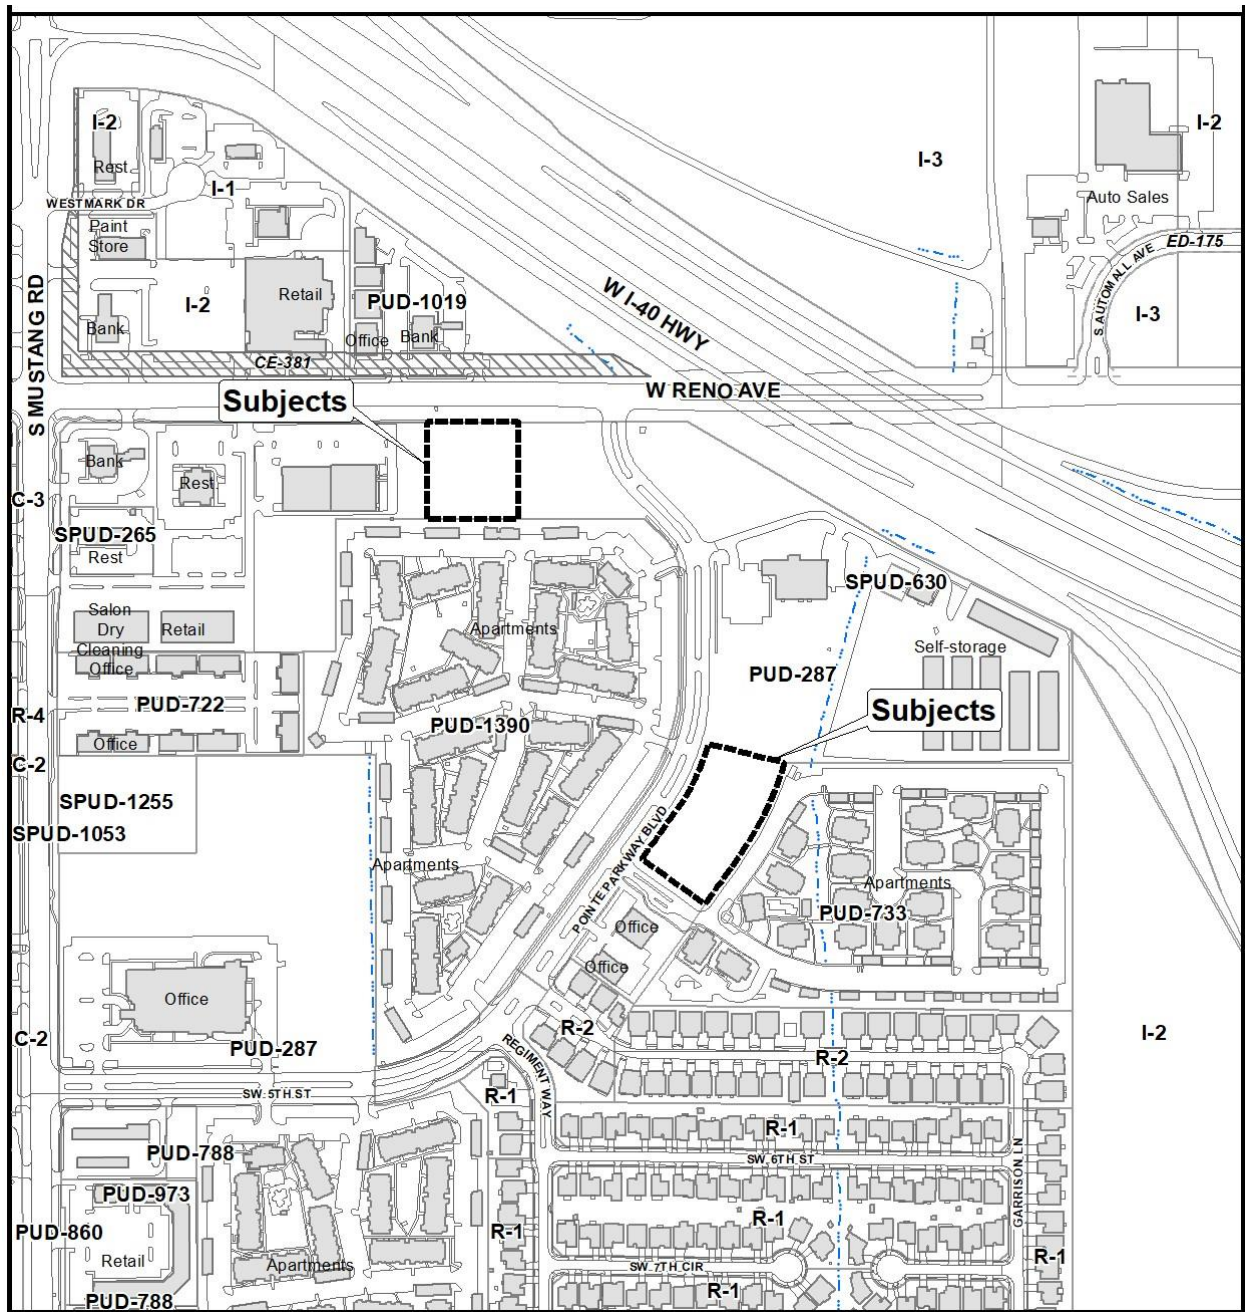 I-2
Rest
I-1
WESTMARK DR
Paint
Store
I-2
Retail
PUD-1019
Bank
Office
Bank
CE-381
S MUSTANG RD
W I-40 HWY
W RENO AVE
I-3
I-2
Auto Sales
ED-175
S AUTOMALL AVE
I-3
Subjects
Bank
Rest
C-3
SPUD-265
Rest
Salon
Dry
Cleaning
Retail
Office
PUD-722
R-4
Office
C-2
SPUD-1255
SPUD-1053
Apartments
PUD-1390
Apartments
SPUD-630
Self-storage
PUD-287
Subjects
POINTE PARKWAY BLVD
Apartments
PUD-733
Office
Office
Office
C-2
PUD-287
R-2
R-2
I-2
REGIMENT WAY
SW 5TH ST
R-1
R-1
PUD-788
SW 6TH ST
GARRISON LN
PUD-973
PUD-860
R-1
R-1
R-1
Retail
Apartments
SW 7TH CIR
PUD-788
R-1